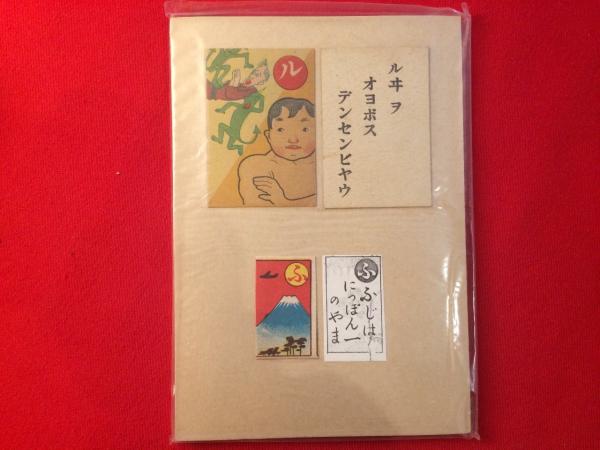 ル
ルヰヲ
オヨボス
デンセンビヤウ
ふ
ふ
ふじは
にっぽん一
のやま